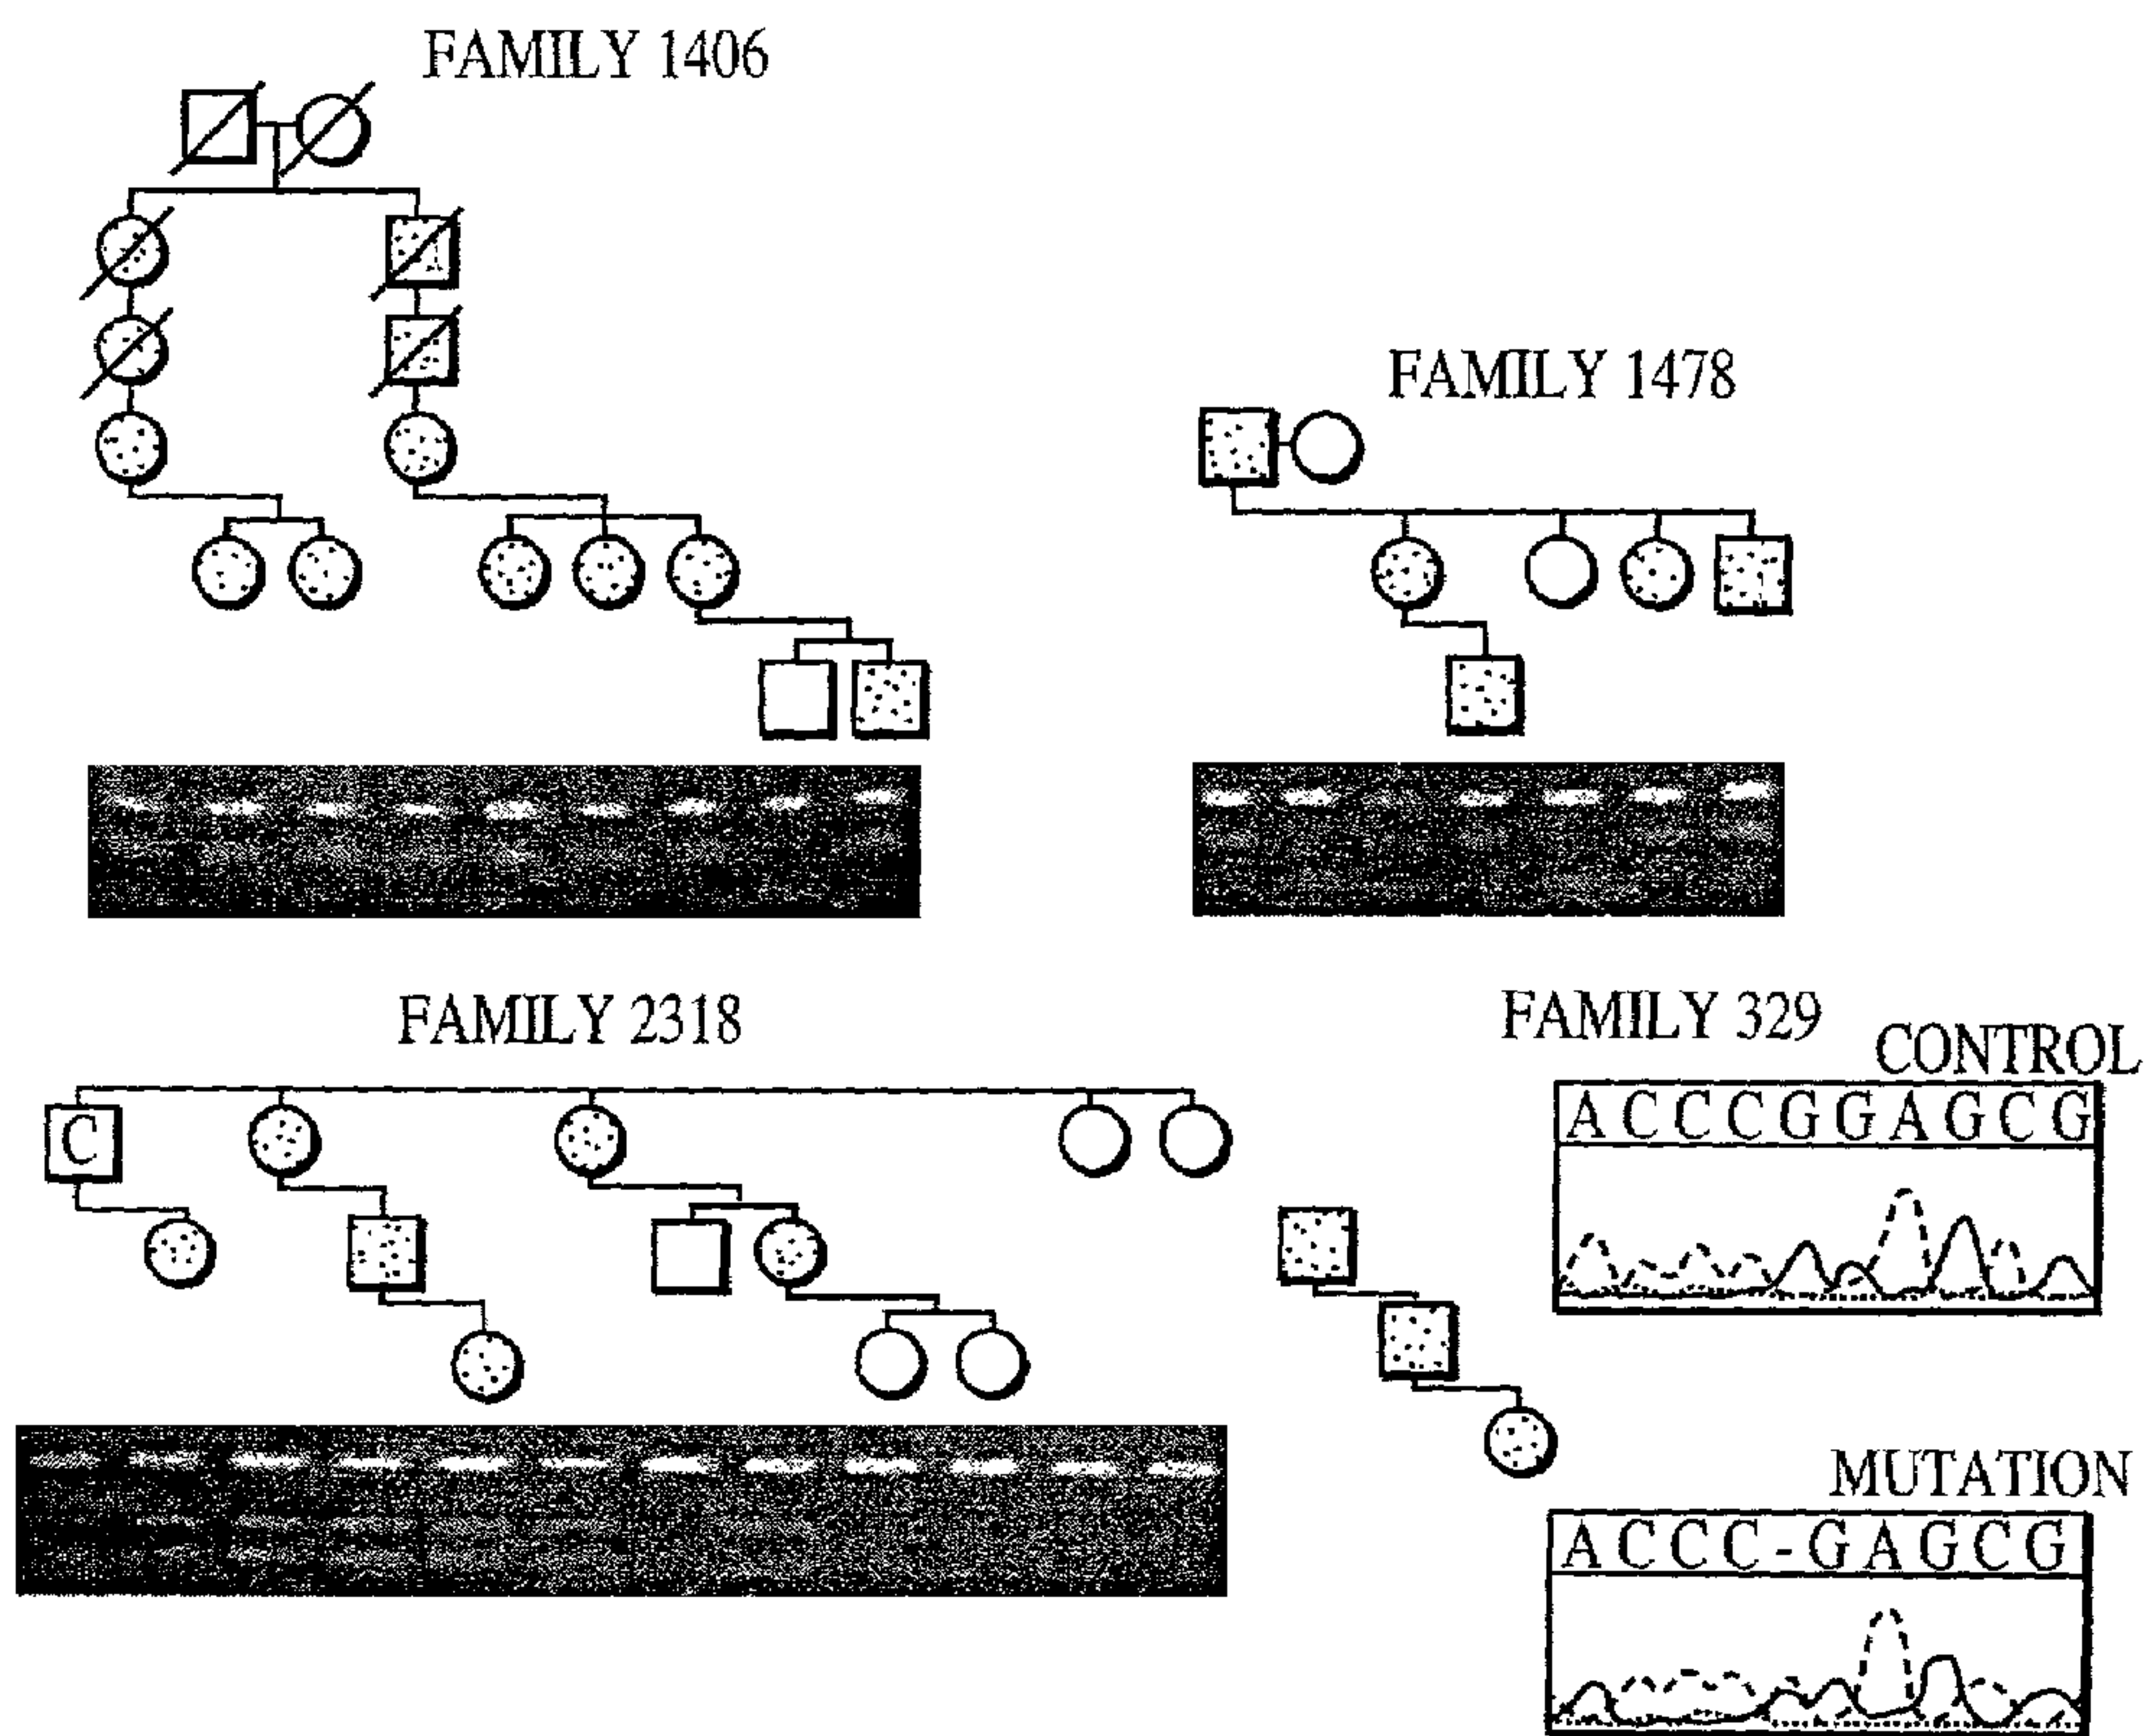 FAMILY 1406
FAMILY 1478
FAMILY 2318
C
FAMILY 329
CONTROL
A C C C G G A G C G
MUTATION
A C C C - G A G C G